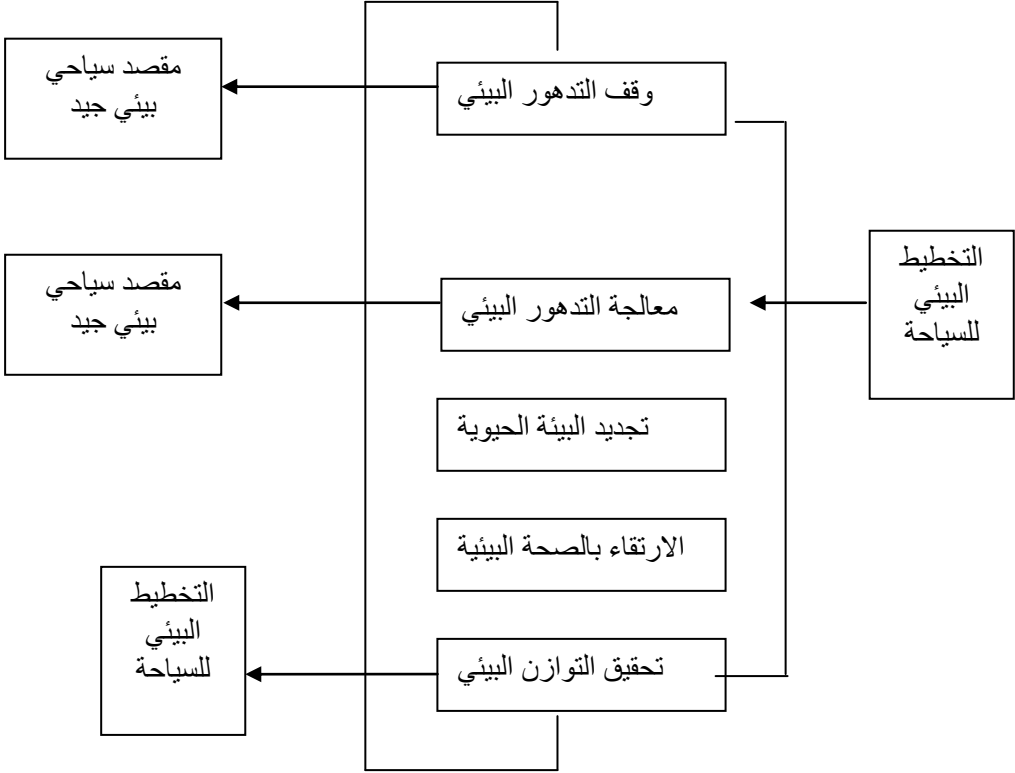 وقف التدهور البيئي
مقصد سياحي
بيئي جيد
التخطيط
البيئي
للسياحة
معالجة التدهور البيئي
مقصد سياحي
بيئي جيد
تجديد البيئة الحيوية
الارتقاء بالصحة البيئية
تحقيق التوازن البيئي
التخطيط
البيئي
للسياحة